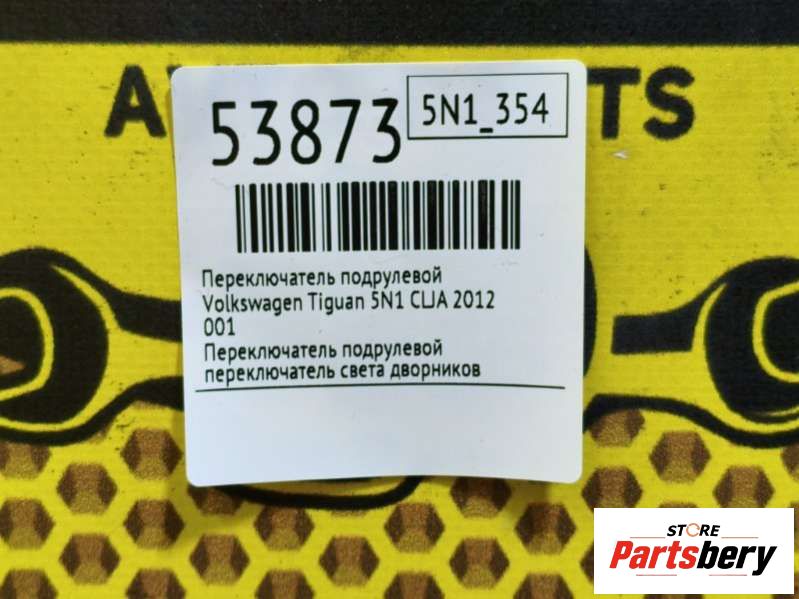 53873
5N1_354
Переключатель подрулевой
Volkswagen Tiguan 5N1 CLJA 2012
001
Переключатель подрулевой
переключатель света дворников
STORE
Partsbery